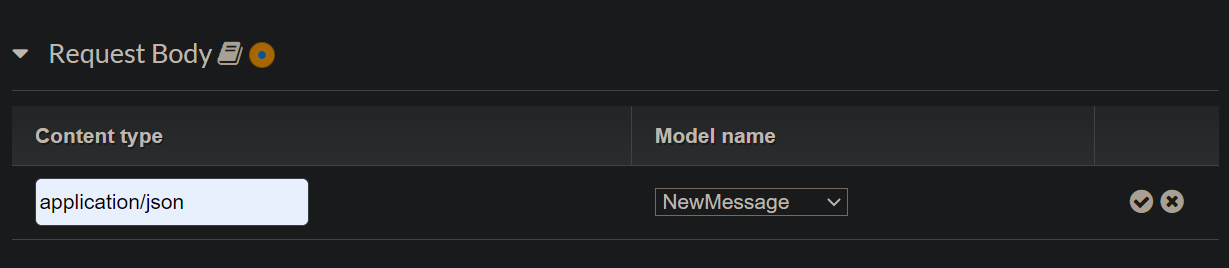 Request Body
Content type Model name
application/json NewMessage